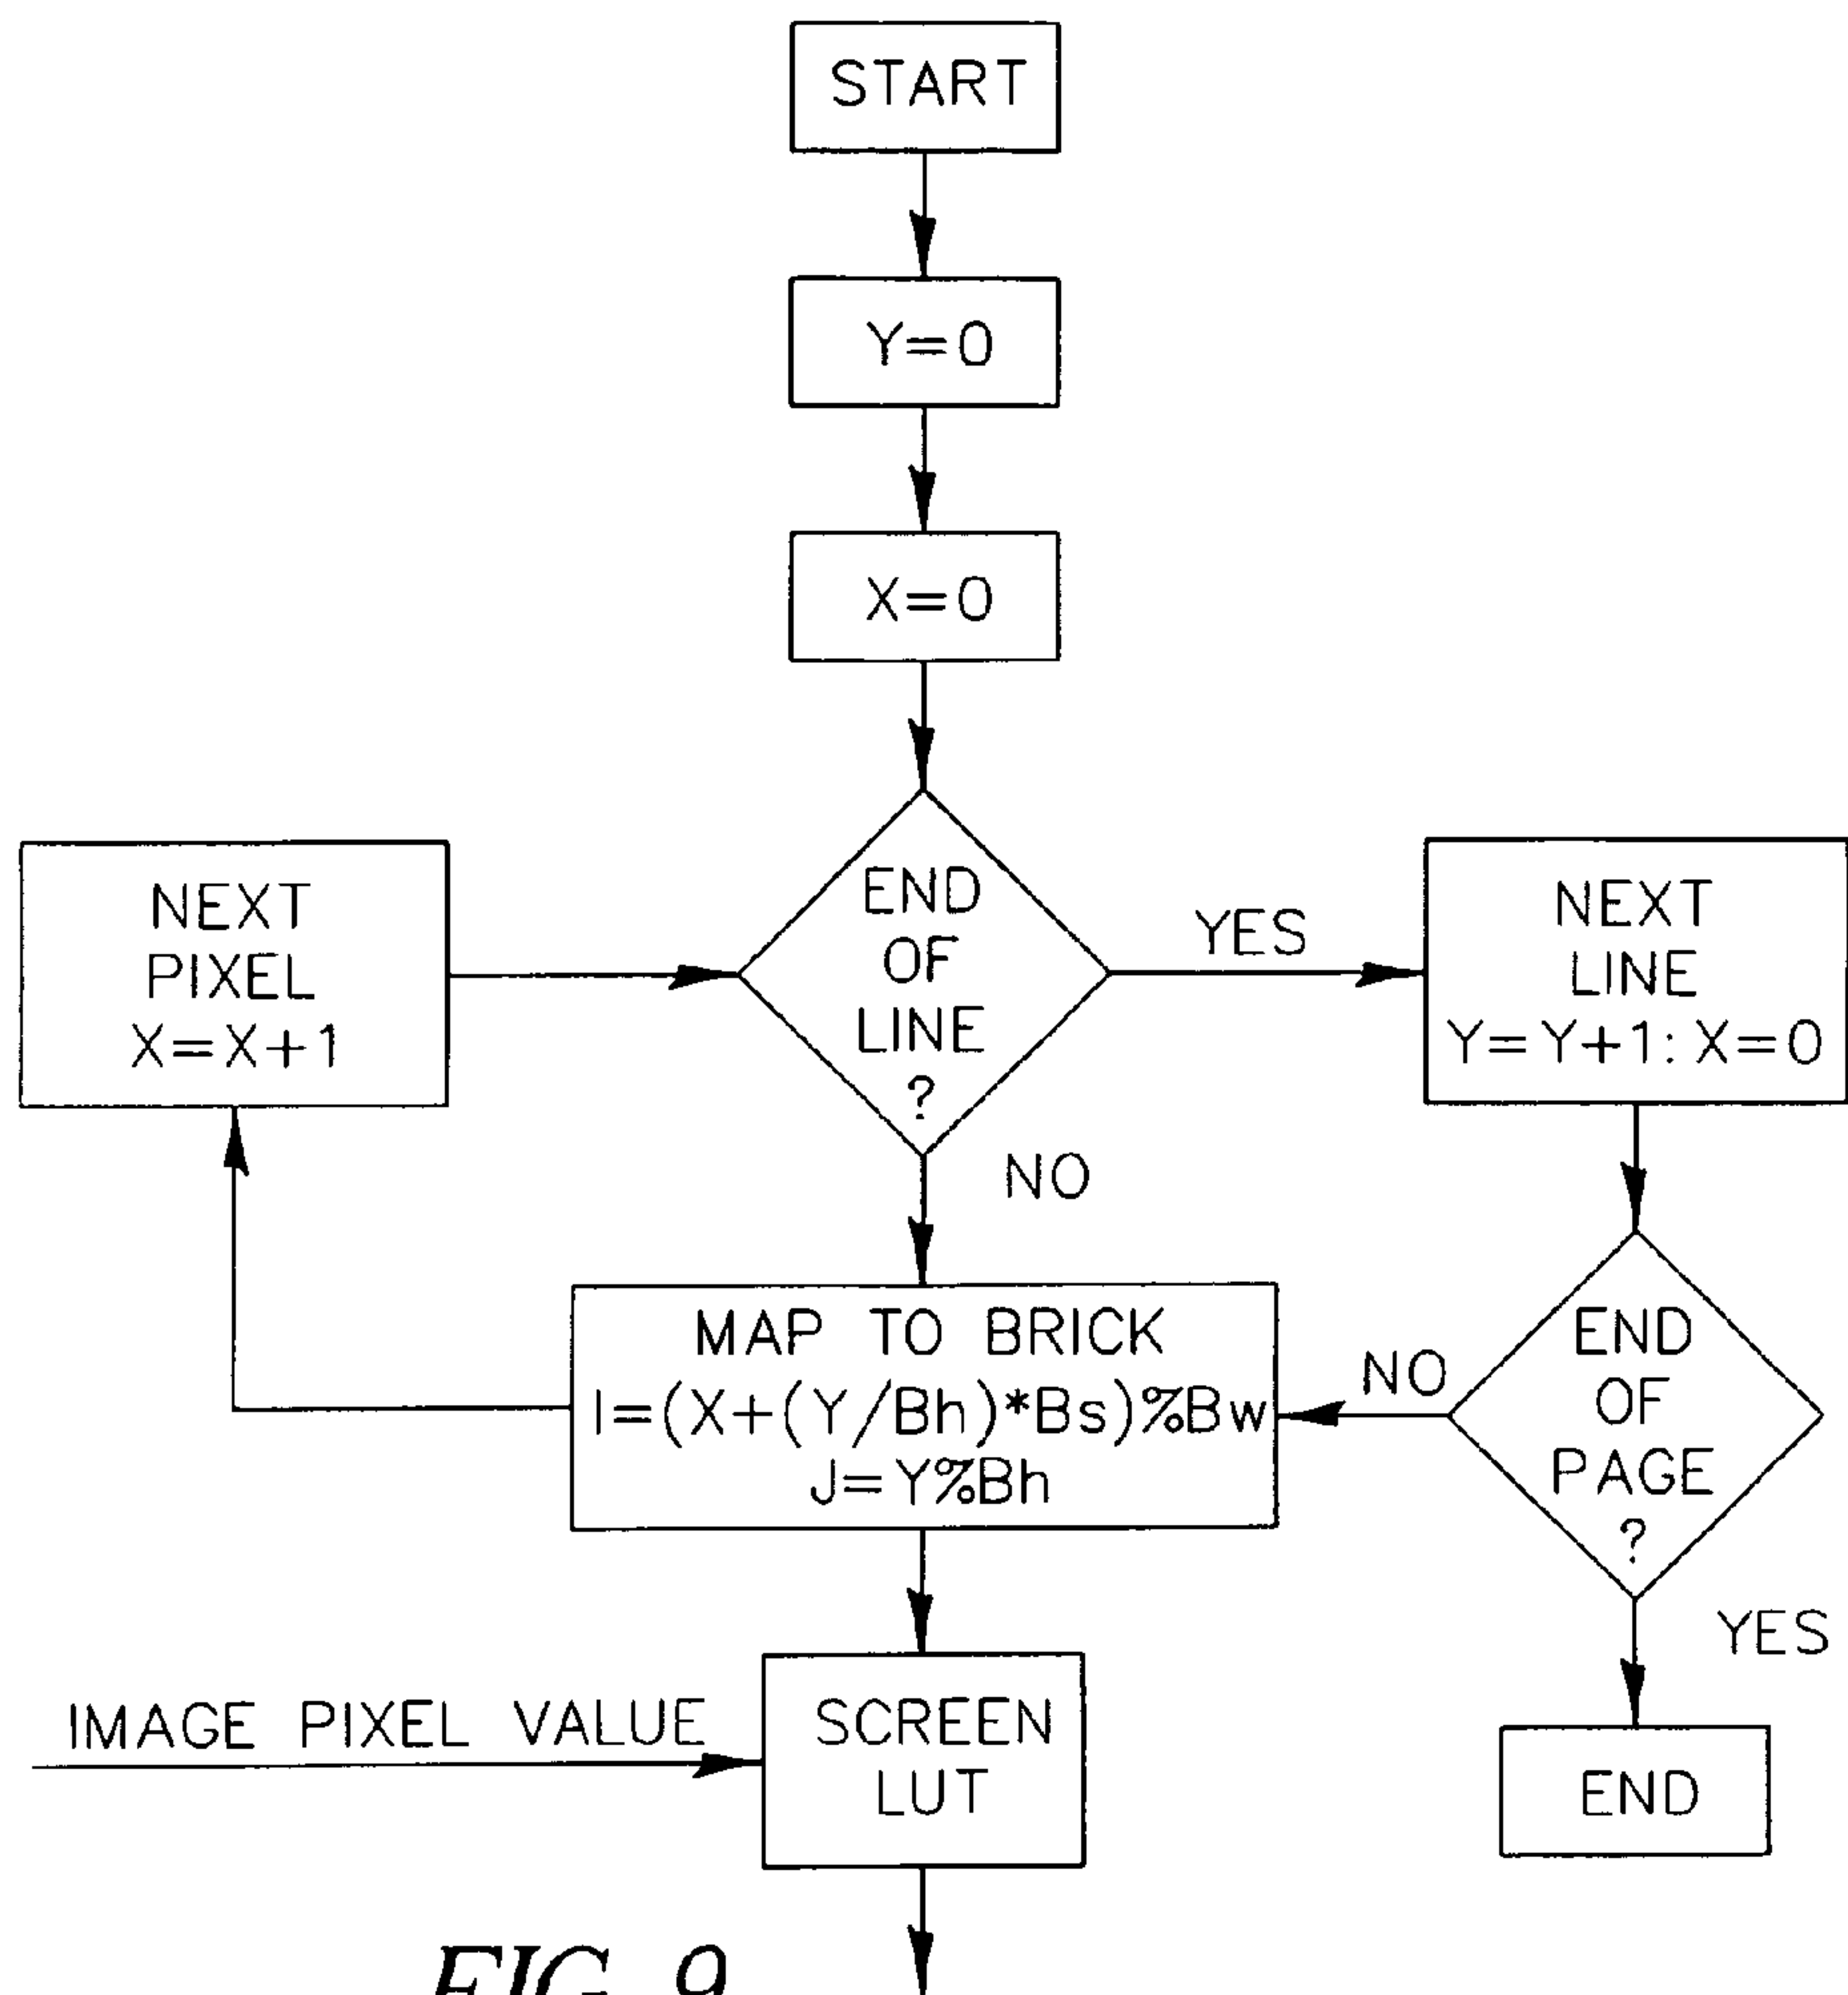 START
Y=0
X=0
END
OF
LINE
?
YES
NEXT
LINE
Y=Y+1: X=0
NEXT
PIXEL
X=X+1
NO
MAP TO BRICK
I=(X+(Y/Bh)*Bs)%Bw
J=Y%Bh
NO
END
OF
PAGE
?
YES
END
IMAGE PIXEL VALUE
SCREEN
LUT
FIG. 9